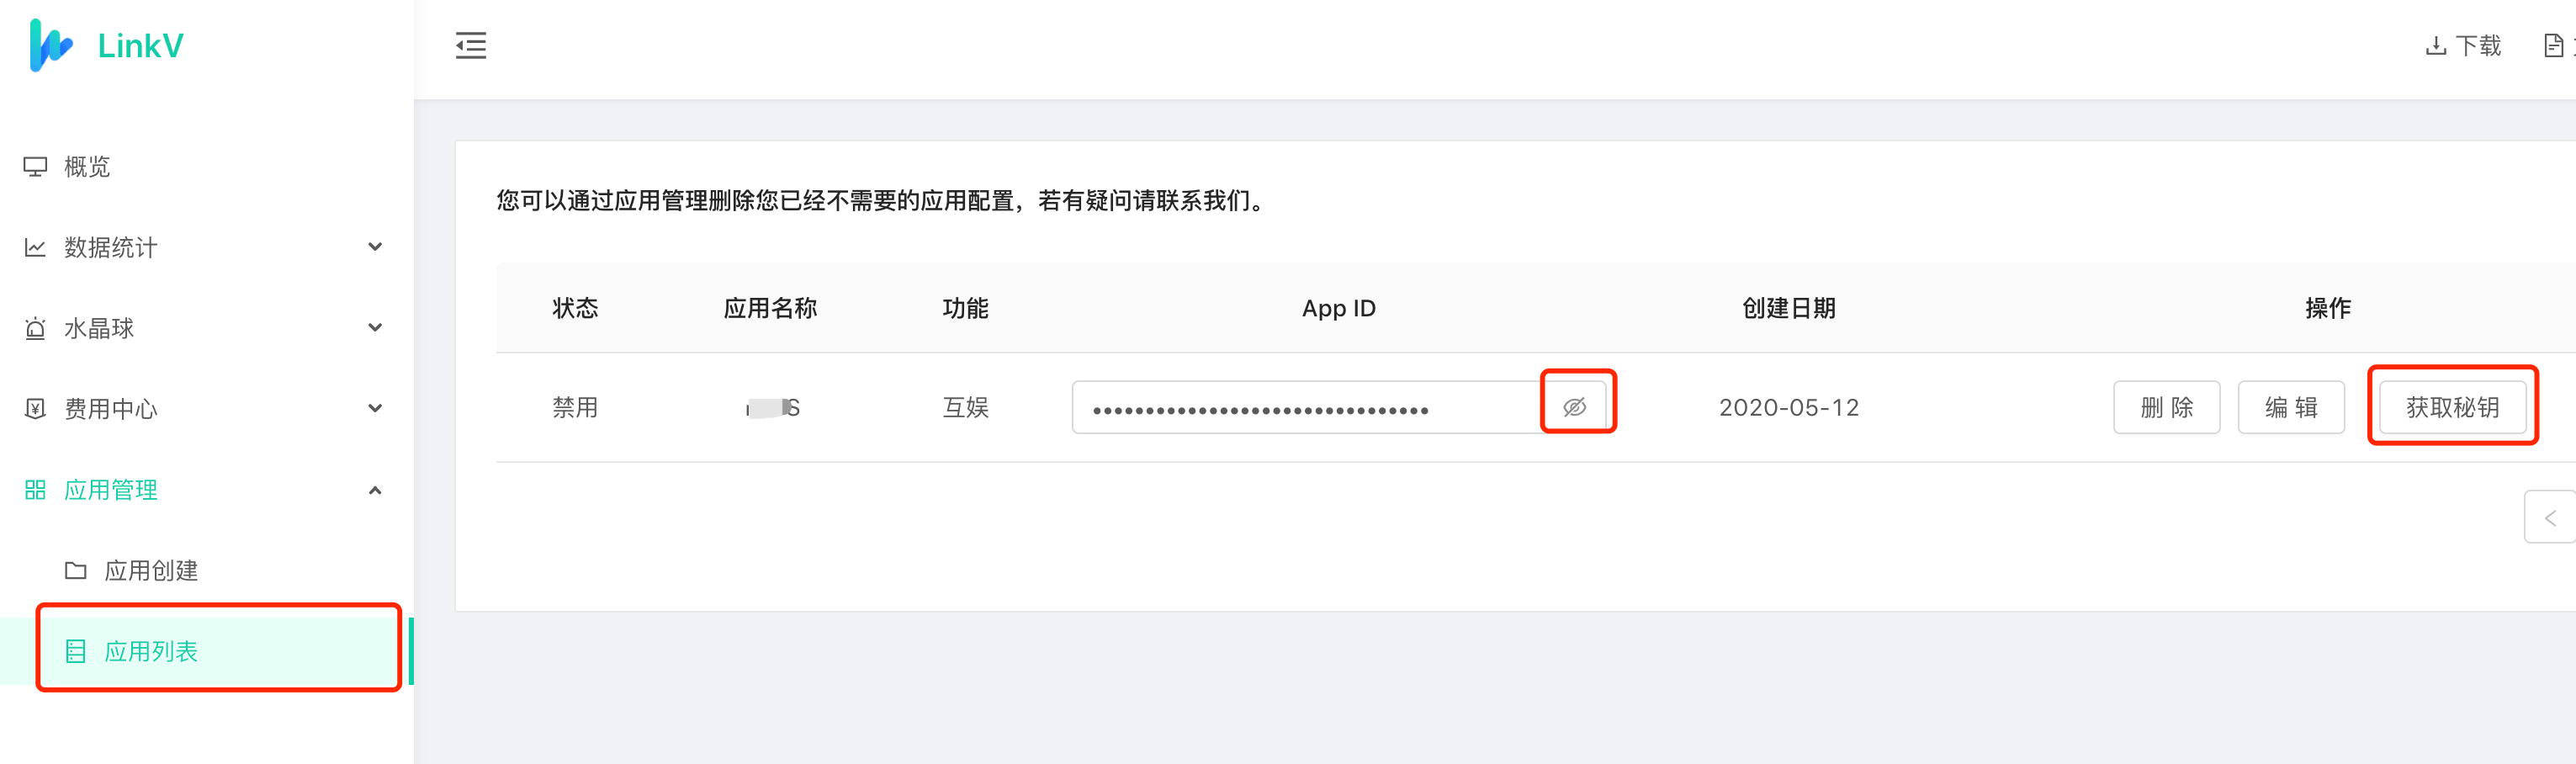 LinkV
下载
概览
数据统计
水晶球
费用中心
应用管理
应用创建
应用列表
您可以通过应用管理删除您已经不需要的应用配置，若有疑问请联系我们。
状态 应用名称 功能 App ID 创建日期 操作
禁用 S 互娱 •••••••••••••••••••••••••••••••• 2020-05-12 删 除 编 辑 获取秘钥